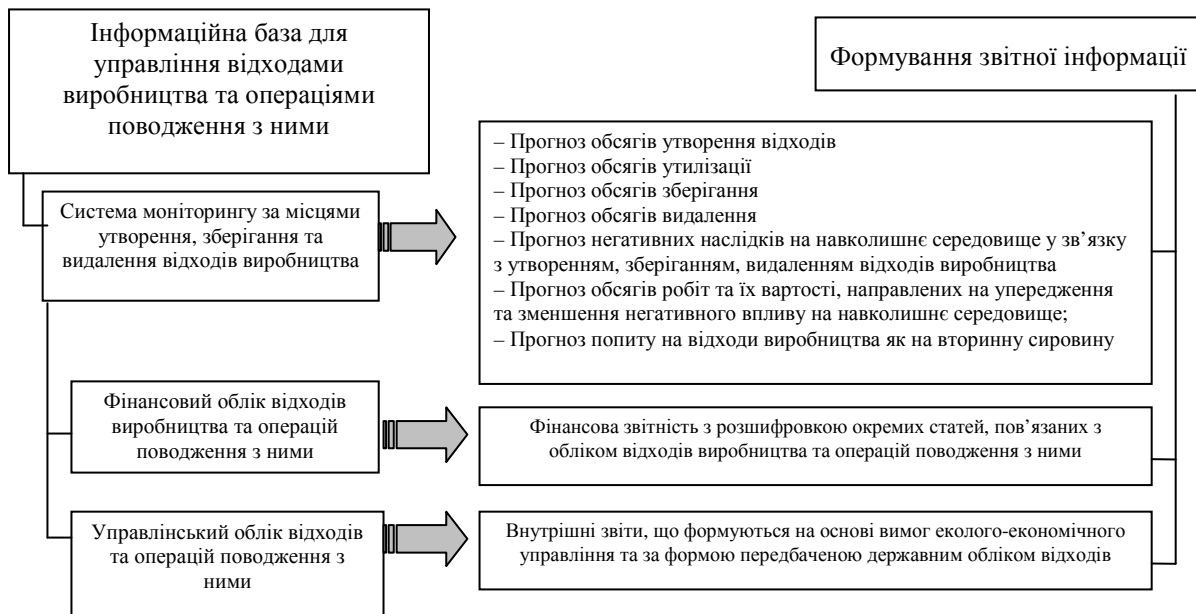 Інформаційна база для
управління відходами
виробництва та операціями
поводження з ними
Формування звітної інформації
Система моніторингу за місцями
утворення, зберігання та
видалення відходів виробництва
– Прогноз обсягів утворення відходів
– Прогноз обсягів утилізації
– Прогноз обсягів зберігання
– Прогноз обсягів видалення
– Прогноз негативних наслідків на навколишнє середовище у зв’язку
з утворенням, зберіганням, видаленням відходів виробництва
– Прогноз обсягів робіт та їх вартості, направлених на упередження
та зменшення негативного впливу на навколишнє середовище;
– Прогноз попиту на відходи виробництва як на вторинну сировину
Фінансовий облік відходів
виробництва та операцій
поводження з ними
Фінансова звітність з розшифровкою окремих статей, пов’язаних з
обліком відходів виробництва та операцій поводження з ними
Управлінський облік відходів
та операцій поводження з
ними
Внутрішні звіти, що формуються на основі вимог еколого-економічного
управління та за формою передбаченою державним обліком відходів